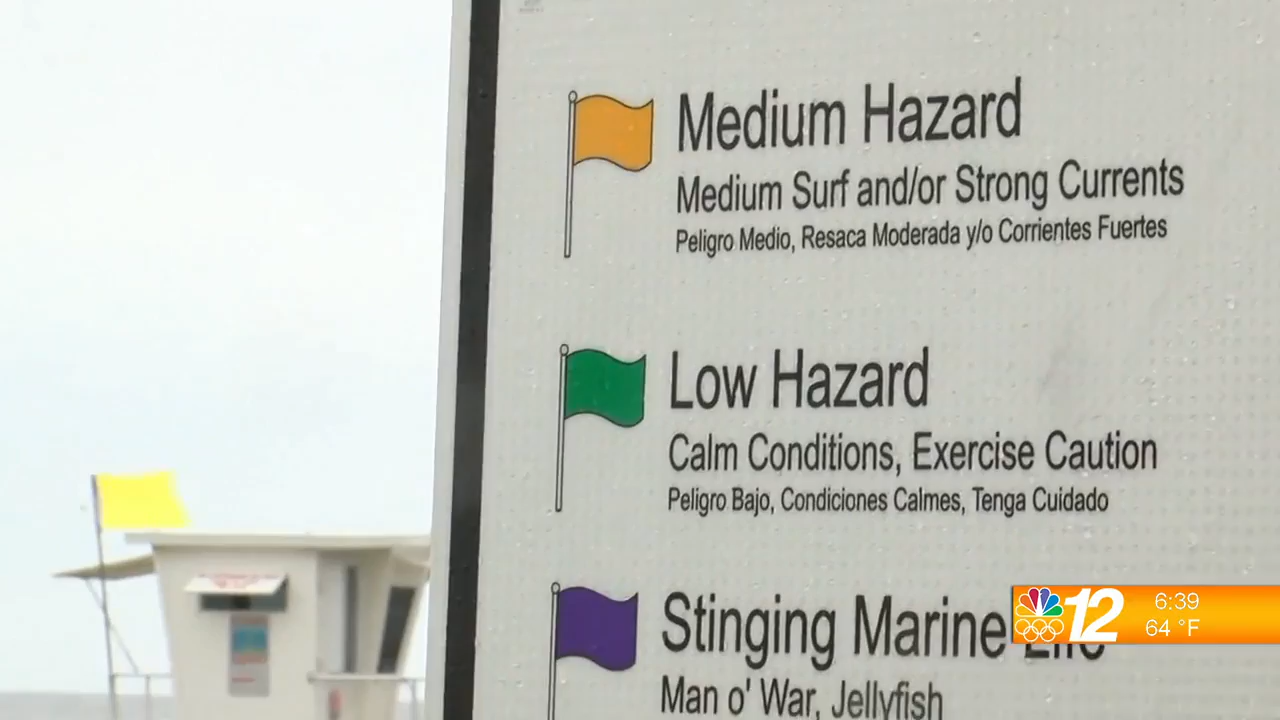 Medium Hazard
Medium Surf and/or Strong Currents
Peligro Medio, Resaca Moderada y/o Corrientes Fuertes
Low Hazard
Calm Conditions, Exercise Caution
Peligro Bajo, Condiciones Calmes, Tenga Cuidado
Stinging Marine Life
Man o' War, Jellyfish
12
6:39
64 °F